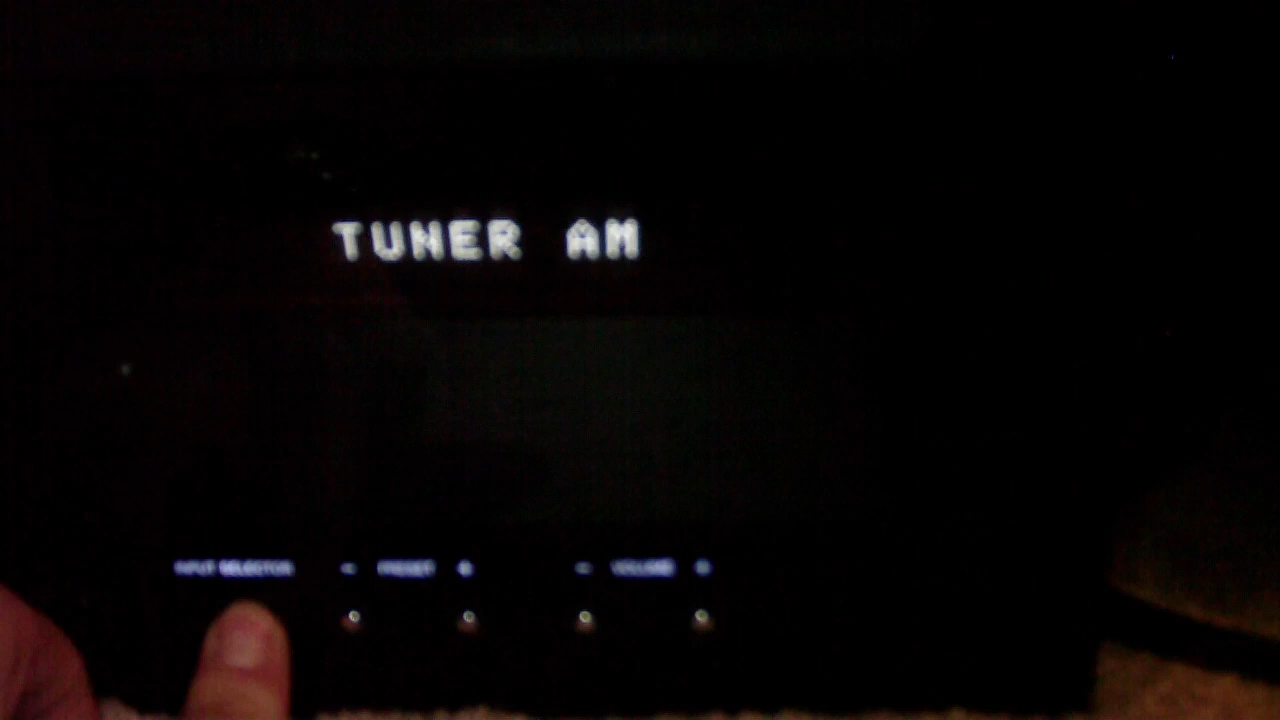 TUNER AM
INPUT SELECTOR - PRESET + - VOLUME +